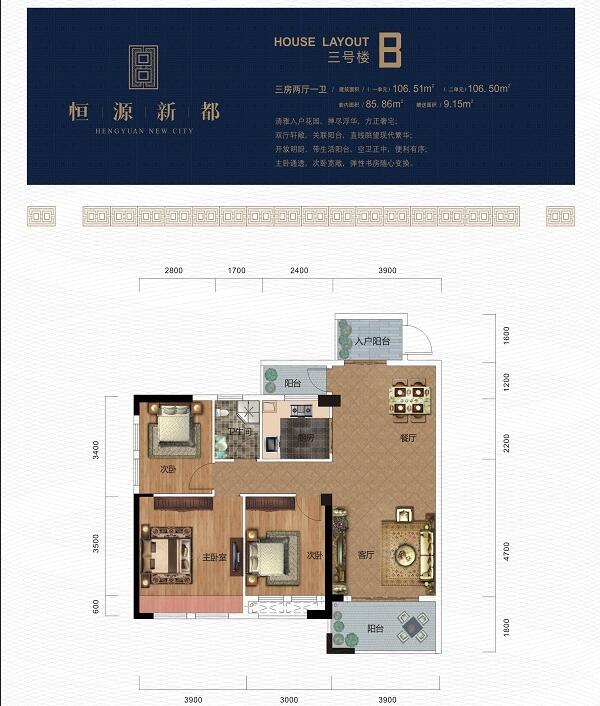 HOUSE LAYOUT
三号楼 B
恒 源 新 都
HENGYUAN NEW CITY
三房两厅一卫 / 建筑面积 / (一单元) 106.51m² (二单元) 106.50m²
套内面积 / 85.86m² 赠送面积 / 9.15m²
清雅入户花园，掸尽浮华，方正奢宅；
双厅轩敞，关联阳台，直线眺望现代繁华；
开放明厨，带生活阳台，空卫正中，便利有序；
主卧通透，次卧宽敞，弹性书房随心变换。
2800 1700 2400 3900
入户阳台
1600
阳台
1200
卫生间
厨房
餐厅
2200
3400
次卧
3500
主卧室
次卧
客厅
4700
600
阳台
1800
3900 3000 3900